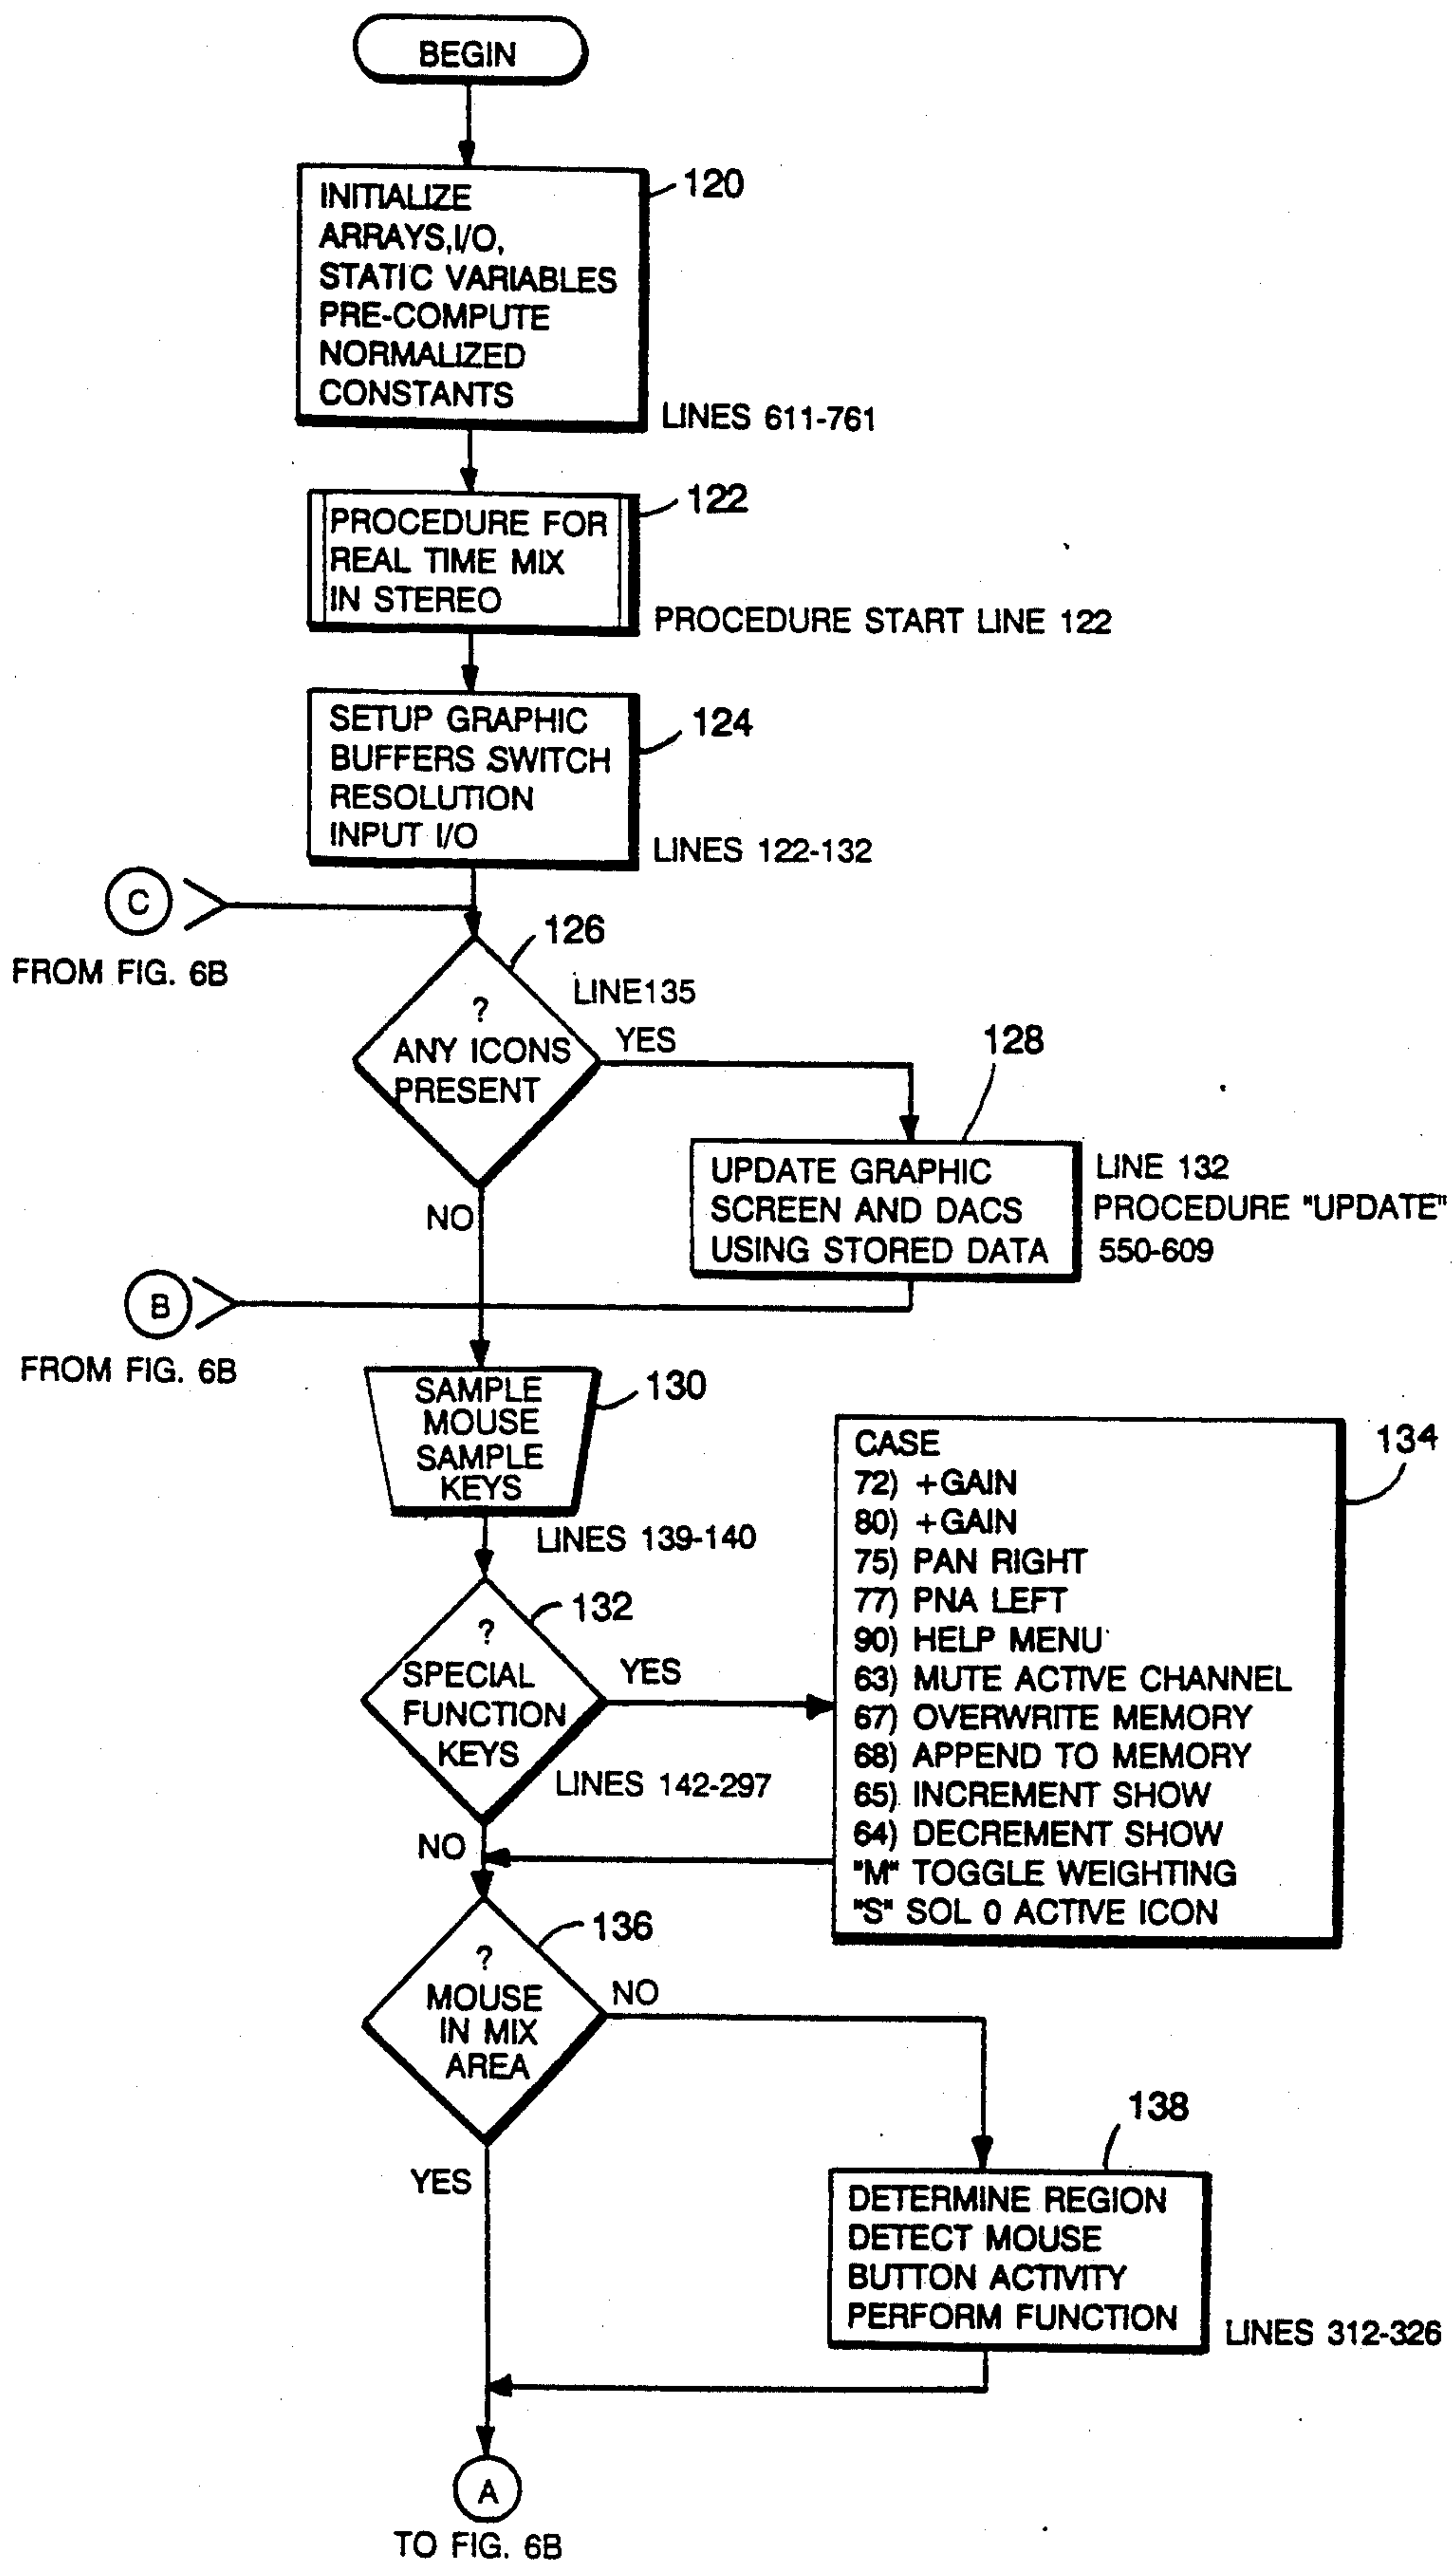 BEGIN
120
INITIALIZE
ARRAYS,I/O,
STATIC VARIABLES
PRE-COMPUTE
NORMALIZED
CONSTANTS
LINES 611-761
122
PROCEDURE FOR
REAL TIME MIX
IN STEREO
PROCEDURE START LINE 122
124
SETUP GRAPHIC
BUFFERS SWITCH
RESOLUTION
INPUT I/O
LINES 122-132
C
FROM FIG. 6B
126
LINE135
?
ANY ICONS
PRESENT
YES
NO
128
UPDATE GRAPHIC
SCREEN AND DACS
USING STORED DATA
LINE 132
PROCEDURE "UPDATE"
550-609
B
FROM FIG. 6B
130
SAMPLE
MOUSE
SAMPLE
KEYS
LINES 139-140
132
?
SPECIAL
FUNCTION
KEYS
YES
LINES 142-297
NO
134
CASE
72) +GAIN
80) +GAIN
75) PAN RIGHT
77) PNA LEFT
90) HELP MENU
63) MUTE ACTIVE CHANNEL
67) OVERWRITE MEMORY
68) APPEND TO MEMORY
65) INCREMENT SHOW
64) DECREMENT SHOW
"M" TOGGLE WEIGHTING
"S" SOL 0 ACTIVE ICON
136
?
MOUSE
IN MIX
AREA
NO
YES
138
DETERMINE REGION
DETECT MOUSE
BUTTON ACTIVITY
PERFORM FUNCTION
LINES 312-326
A
TO FIG. 6B